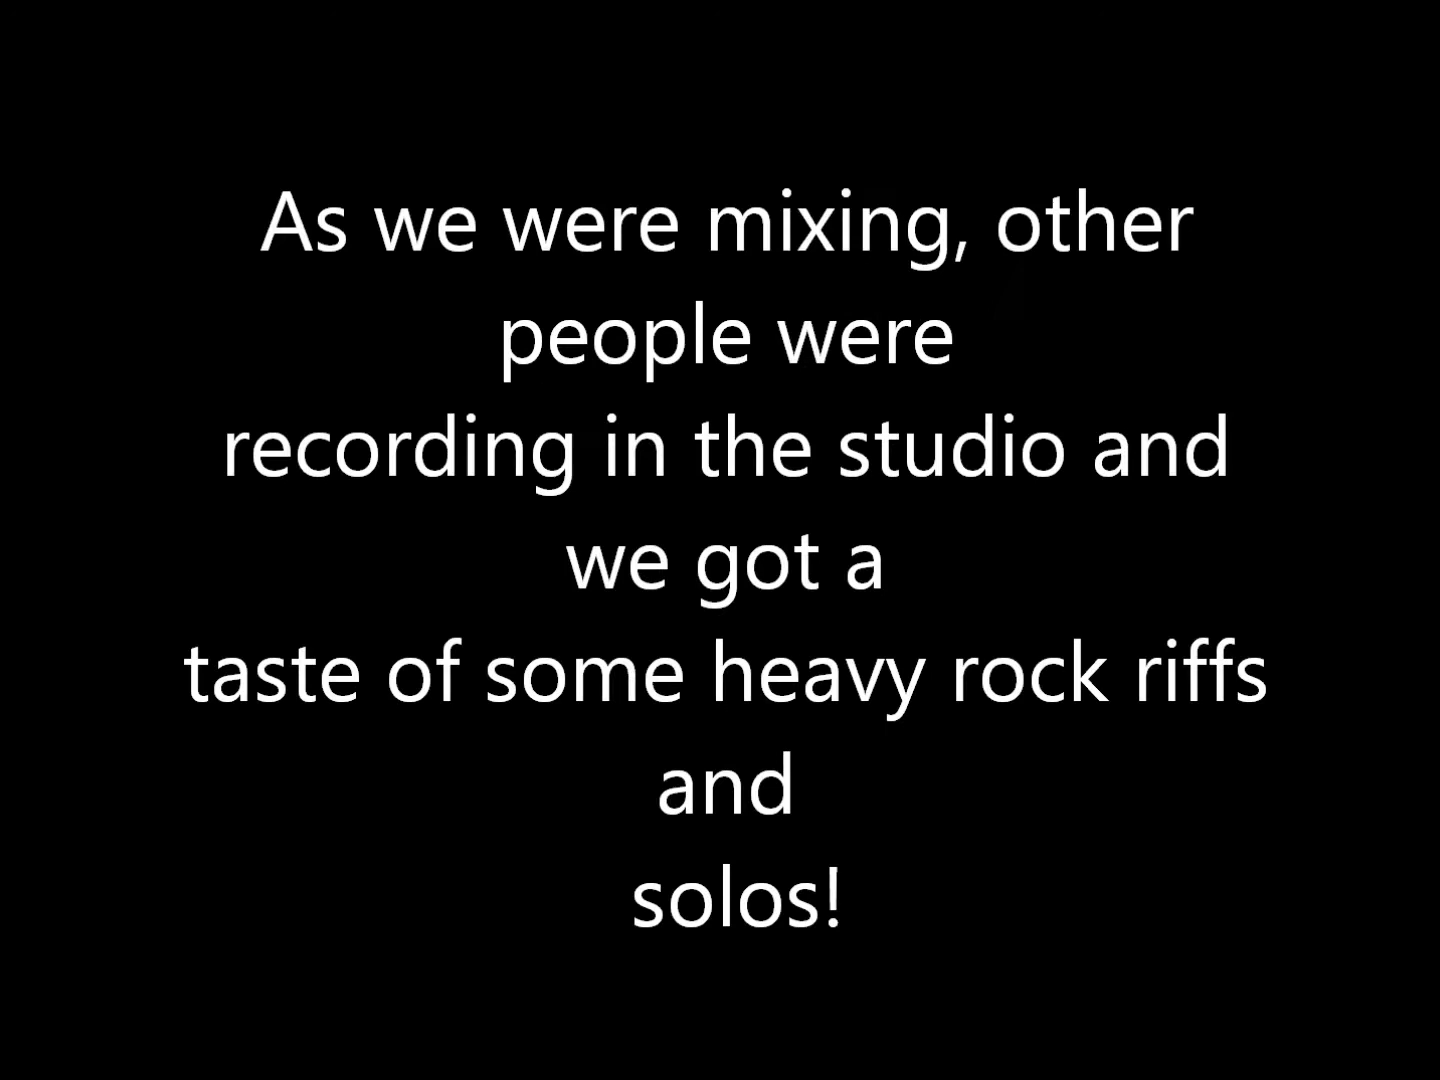 As we were mixing, other
people were
recording in the studio and
we got a
taste of some heavy rock riffs
and
solos!